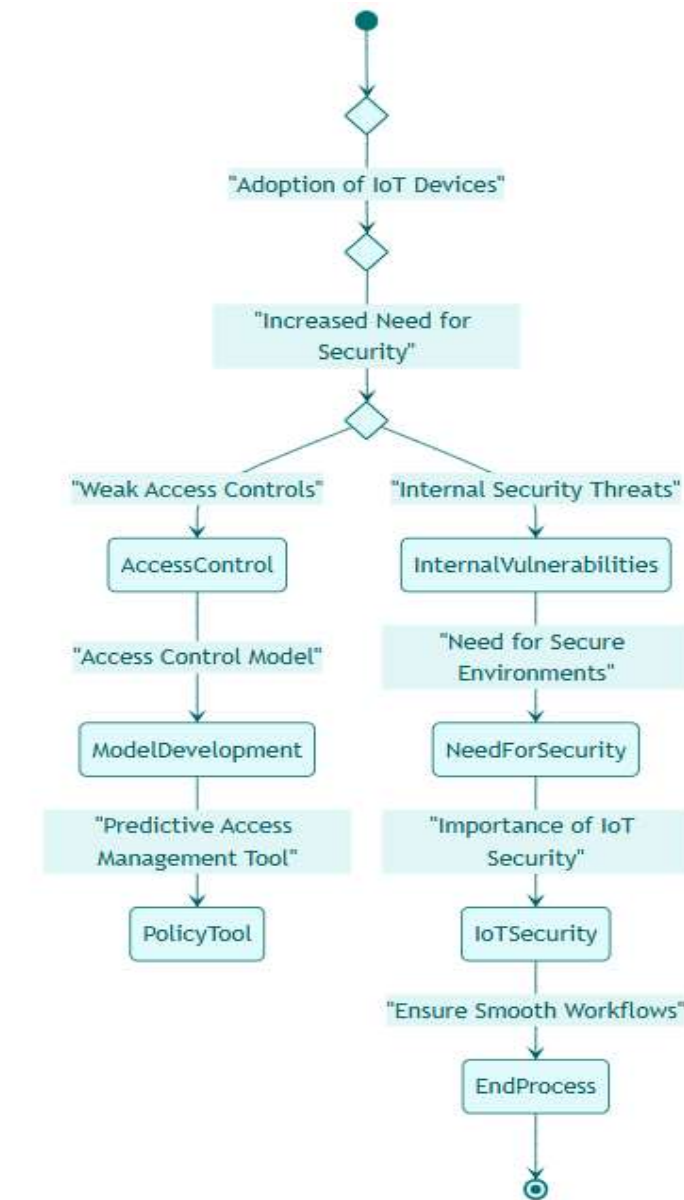 "Adoption of IoT Devices"
"Increased Need for
Security"
"Weak Access Controls"
"Internal Security Threats"
AccessControl
InternalVulnerabilities
"Access Control Model"
"Need for Secure
Environments"
ModelDevelopment
NeedForSecurity
"Predictive Access
Management Tool"
"Importance of IoT
Security"
PolicyTool
IoTSecurity
"Ensure Smooth Workflows"
EndProcess